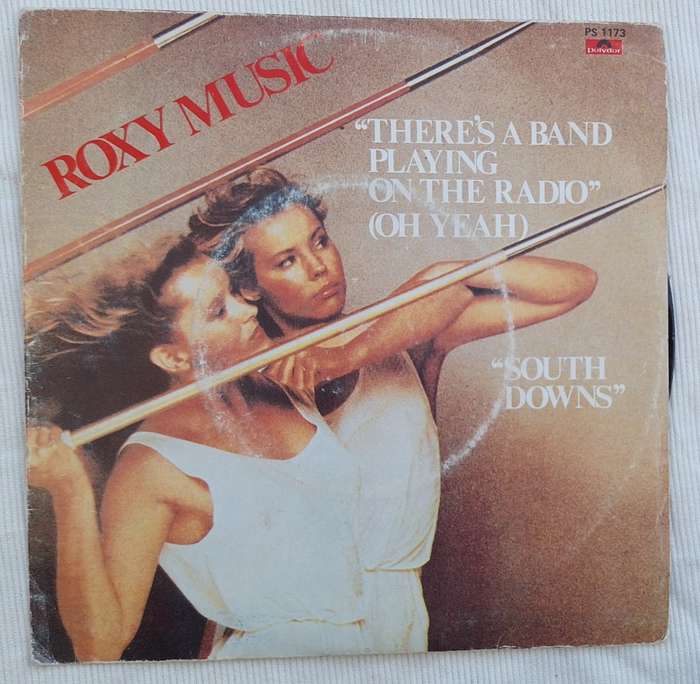 PS 1173
polydor
ROXY MUSIC
"THERE'S A BAND
PLAYING
ON THE RADIO"
(OH YEAH)
"SOUTH
DOWNS"